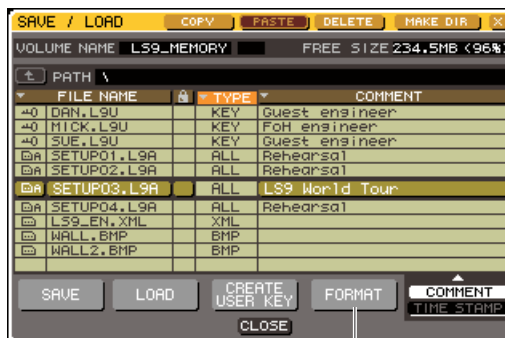 SAVE / LOAD COPY PASTE DELETE MAKE DIR X
VOLUME NAME LS9_MEMORY FREE SIZE 234.5MB (96%)
PATH \
FILE NAME TYPE COMMENT
DAN.L9U KEY Guest engineer
MICK.L9U KEY FoH engineer
SUE.L9U KEY Guest engineer
SETUP01.L9A ALL Rehearsal
SETUP02.L9A ALL Rehearsal
SETUP03.L9A ALL LS9 World Tour
SETUP04.L9A ALL Rehearsal
LS9_EN.XML XML
WALL.BMP BMP
WALL2.BMP BMP
SAVE LOAD CREATE USER KEY FORMAT COMMENT
TIME STAMP
CLOSE